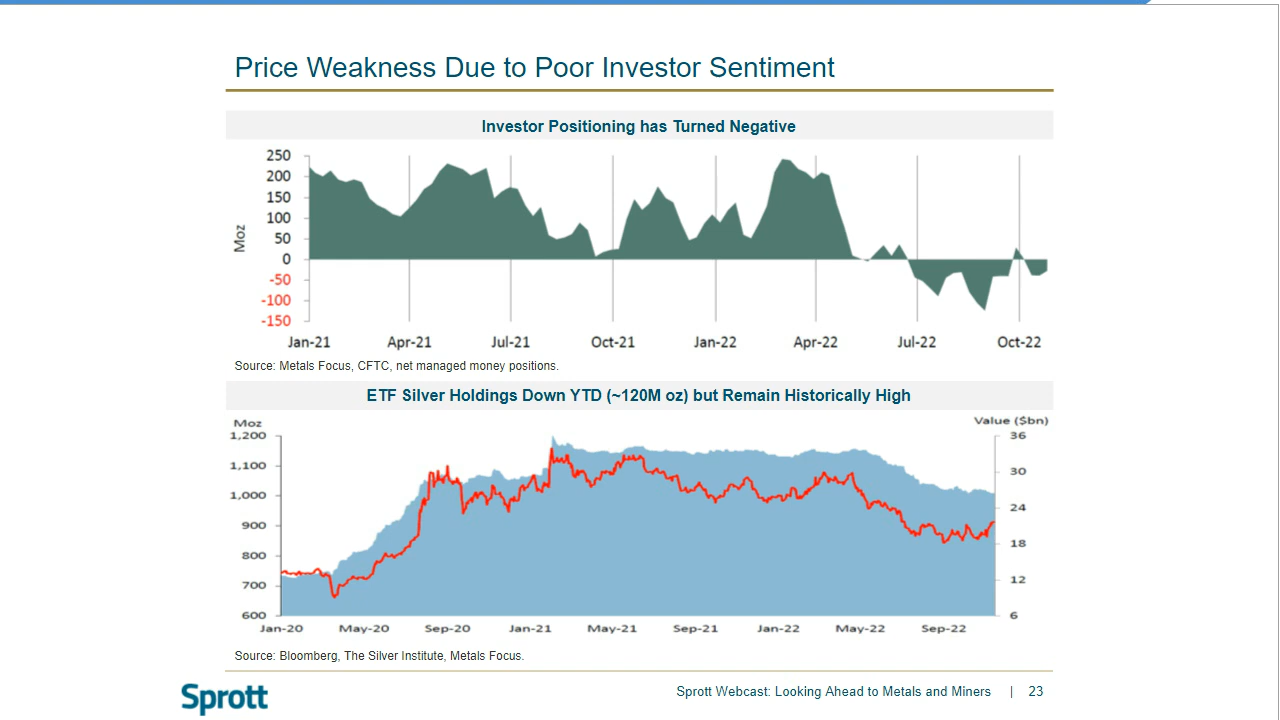 Price Weakness Due to Poor Investor Sentiment
Investor Positioning has Turned Negative
Moz
250
200
150
100
50
0
-50
-100
-150
Jan-21 Apr-21 Jul-21 Oct-21 Jan-22 Apr-22 Jul-22 Oct-22
Source: Metals Focus, CFTC, net managed money positions.
ETF Silver Holdings Down YTD (~120M oz) but Remain Historically High
Moz Value ($bn)
1,200 36
1,100 30
1,000 24
900 18
800 12
700 6
600
Jan-20 May-20 Sep-20 Jan-21 May-21 Sep-21 Jan-22 May-22 Sep-22
Source: Bloomberg, The Silver Institute, Metals Focus.
Sprott Sprott Webcast: Looking Ahead to Metals and Miners | 23